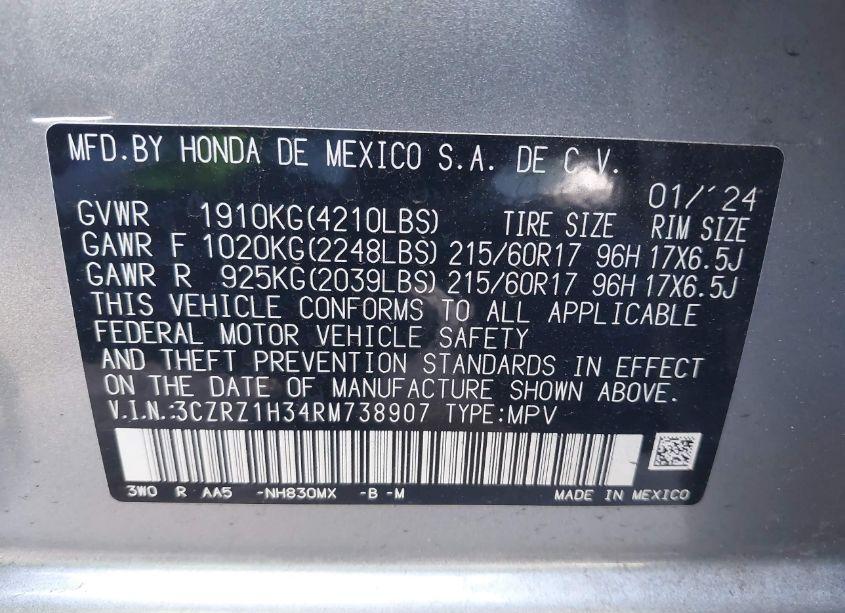 MFD.BY HONDA DE MEXICO S.A. DE C.V.
01/'24
GVWR 1910KG(4210LBS) TIRE SIZE RIM SIZE
GAWR F 1020KG(2248LBS) 215/60R17 96H 17X6.5J
GAWR R 925KG(2039LBS) 215/60R17 96H 17X6.5J
THIS VEHICLE CONFORMS TO ALL APPLICABLE
FEDERAL MOTOR VEHICLE SAFETY
AND THEFT PREVENTION STANDARDS IN EFFECT
ON THE DATE OF MANUFACTURE SHOWN ABOVE.
V.I.N.:3CZRZ1H34RM738907 TYPE:MPV
3W0 R AA5 -NH830MX -B -M MADE IN MEXICO